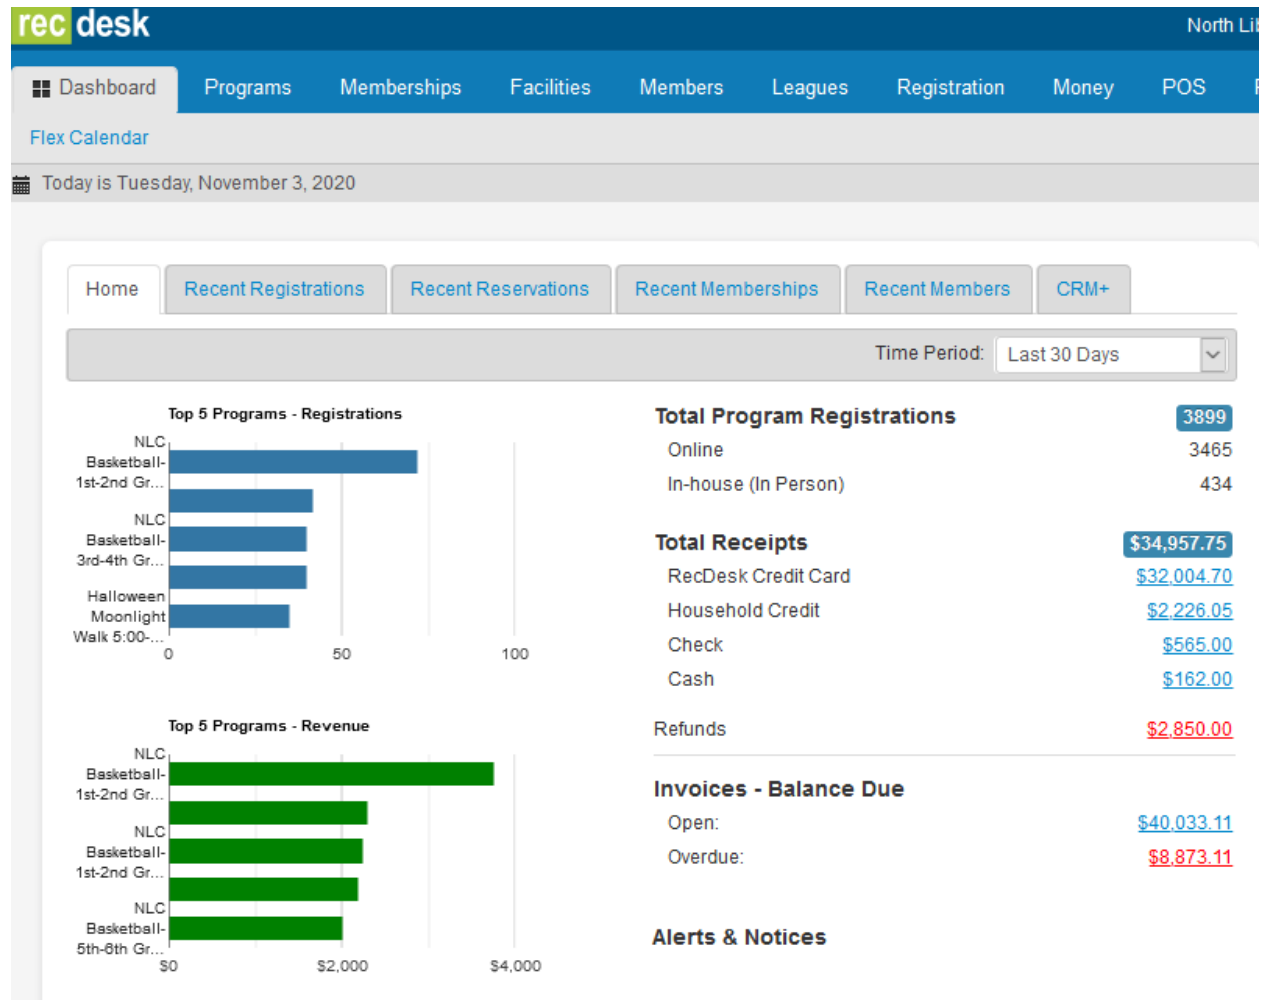 rec desk
North Lib
Dashboard Programs Memberships Facilities Members Leagues Registration Money POS
Flex Calendar
Today is Tuesday, November 3, 2020
Home Recent Registrations Recent Reservations Recent Memberships Recent Members CRM+
Time Period: Last 30 Days
Top 5 Programs - Registrations
NLC
Basketball-
1st-2nd Gr...
NLC
Basketball-
3rd-4th Gr...
Halloween
Moonlight
Walk 5:00-...
0 50 100
Top 5 Programs - Revenue
NLC
Basketball-
1st-2nd Gr...
NLC
Basketball-
1st-2nd Gr...
NLC
Basketball-
5th-6th Gr...
$0 $2,000 $4,000
Total Program Registrations 3899
Online 3465
In-house (In Person) 434
Total Receipts $34,957.75
RecDesk Credit Card $32,004.70
Household Credit $2,226.05
Check $565.00
Cash $162.00
Refunds $2,850.00
Invoices - Balance Due
Open: $40,033.11
Overdue: $8,873.11
Alerts & Notices